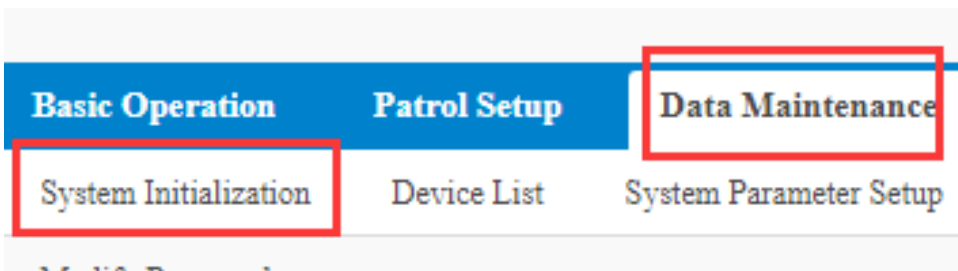 Basic Operation Patrol Setup Data Maintenance
System Initialization Device List System Parameter Setup